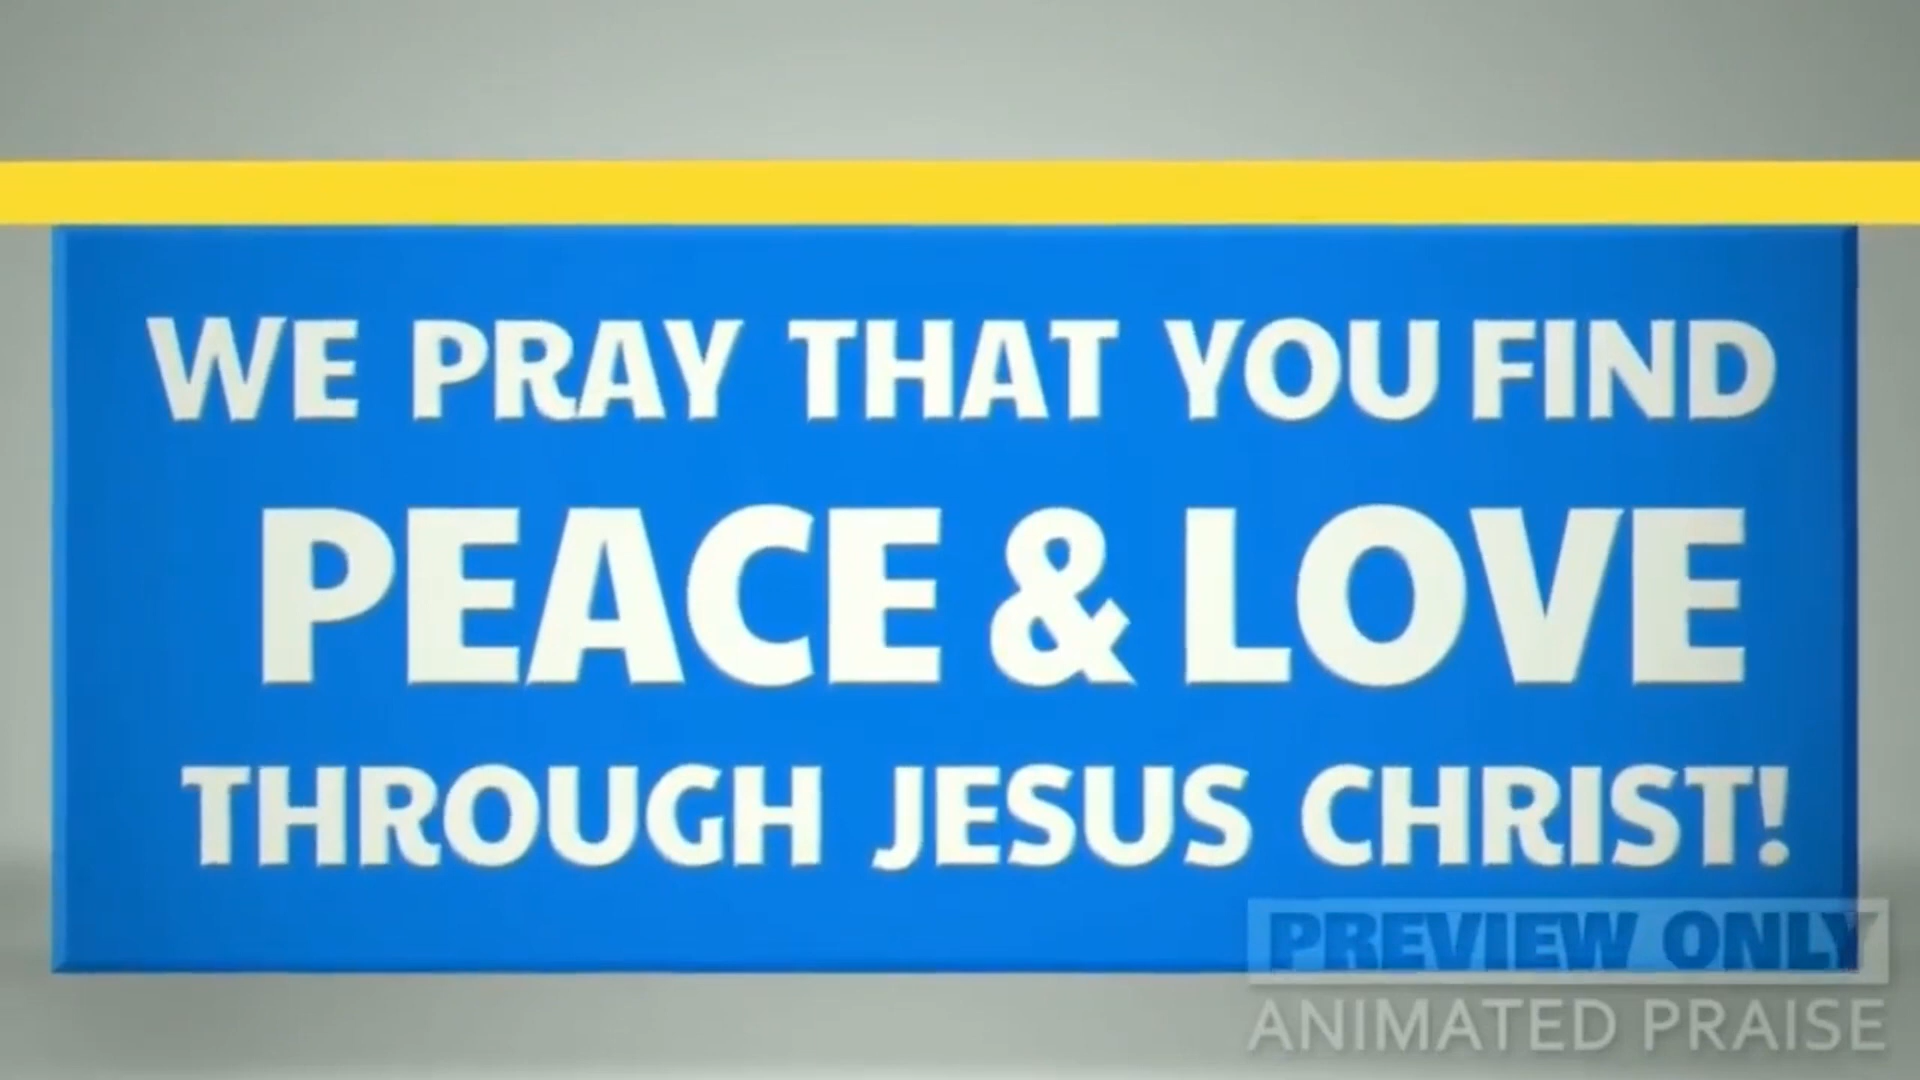 WE PRAY THAT YOU FIND
PEACE & LOVE
THROUGH JESUS CHRIST!
PREVIEW ONLY
ANIMATED PRAISE